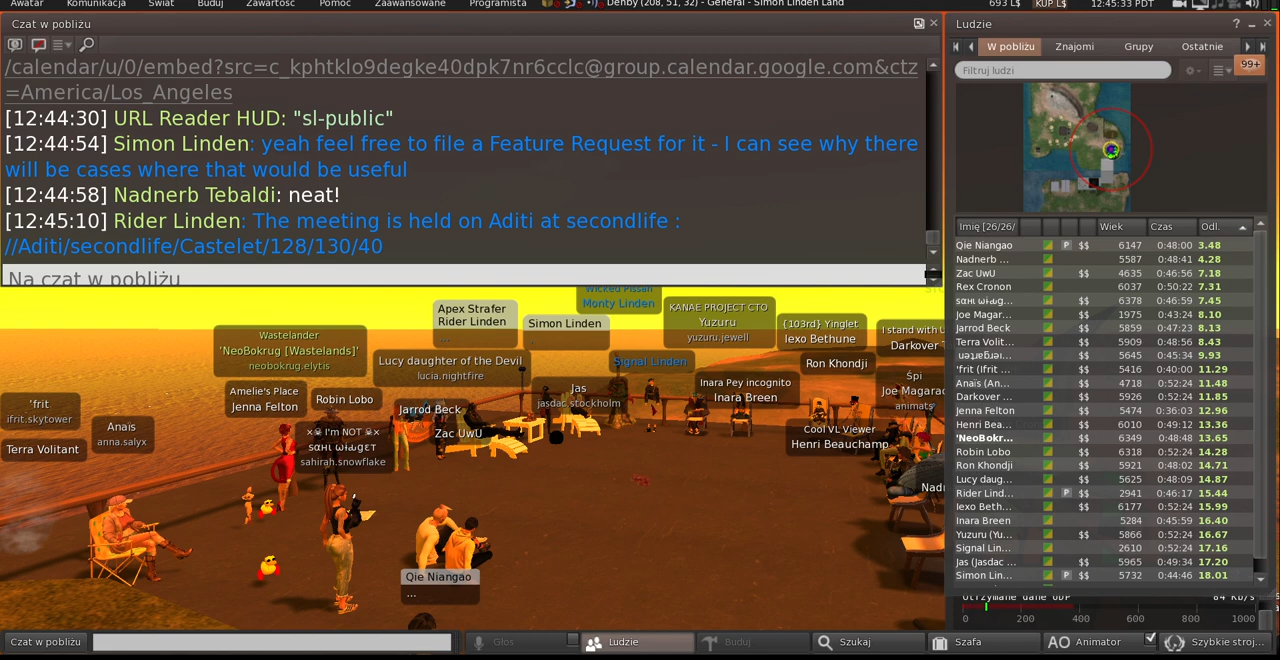 Awatar Komunikacja Świat Buduj Zawartość Pomoc Zaawansowane Programista Denby (208, 51, 32) - General - Simon Linden Land 693 L$ KUP L$ 12:45:33 PDT
Czat w pobliżu
/calendar/u/0/embed?src=c_kphtklo9degke40dpk7nr6cclc@group.calendar.google.com&ctz
=America/Los_Angeles
[12:44:30] URL Reader HUD: "sl-public"
[12:44:54] Simon Linden: yeah feel free to file a Feature Request for it - I can see why there
will be cases where that would be useful
[12:44:58] Nadnerb Tebaldi: neat!
[12:45:10] Rider Linden: The meeting is held on Aditi at secondlife :
//Aditi/secondlife/Castelet/128/130/40
Na czat w pobliżu
Wicked Pissah
Monty Linden
Apex Strafer
Rider Linden
...
Simon Linden
KANAE PROJECT CTO
Yuzuru
yuzuru.jewell
{103rd} Yinglet
Iexo Bethune
I stand with U
Darkover T
Wastelander
'NeoBokrug [Wastelands]'
neobokrug.elytis
Lucy daughter of the Devil
lucia.nightfire
Signal Linden
Ron Khondji
Śpi
Joe Magarac
animats
Inara Pey incognito
Inara Breen
Jas
jasdac.stockholm
Amelie's Place
Jenna Felton
Robin Lobo
Jarrod Beck
'frit
ifrit.skytower
Anaïs
anna.salyx
Terra Volitant
Zac UwU
Cool VL Viewer
Henri Beauchamp
×☠ I'm NOT ☠×
sahirah.snowflake
Nadr
Qie Niangao
...
Ludzie
W pobliżu Znajomi Grupy Ostatnie
Filtruj ludzi
99+
Imię [26/26/ Wiek Czas Odl.
Qie Niangao P $$ 6147 0:48:00 3.48
Nadnerb ... 5587 0:48:41 4.28
Zac UwU $$ 4635 0:46:56 7.18
Rex Cronon 6037 0:50:22 7.31
$$ 6378 0:46:59 7.45
Joe Magar... $$ 1975 0:43:24 8.10
Jarrod Beck $$ 5859 0:47:23 8.13
Terra Volit... $$ 5909 0:48:56 8.43
$$ 5645 0:45:34 9.93
'frit (Ifrit ... $$ 5416 0:40:00 11.29
Anaïs (An... $$ 4718 0:52:24 11.48
Darkover ... $$ 5926 0:52:24 11.85
Jenna Felton $$ 5474 0:36:03 12.96
Henri Bea... $$ 6010 0:49:12 13.36
'NeoBokr... $$ 6349 0:48:48 13.65
Robin Lobo $$ 6318 0:52:24 14.28
Ron Khondji $$ 5921 0:48:02 14.71
Lucy daug... $$ 5625 0:48:09 14.87
Rider Lind... P $$ 2941 0:46:17 15.44
Iexo Beth... $$ 6177 0:52:24 15.99
Inara Breen 5284 0:45:59 16.40
Yuzuru (Yu... $$ 5866 0:52:24 16.67
Signal Lin... 2610 0:52:24 17.16
Jas (Jasdac ... $$ 5965 0:49:34 17.20
Simon Lin... P $$ 5732 0:44:46 18.01
Otrzymane dane UDP 84 Kb/s
0 200 400 600 800 1000
Czat w pobliżu Głos Ludzie Buduj Szukaj Szafa AO Animator Szybkie stroj...